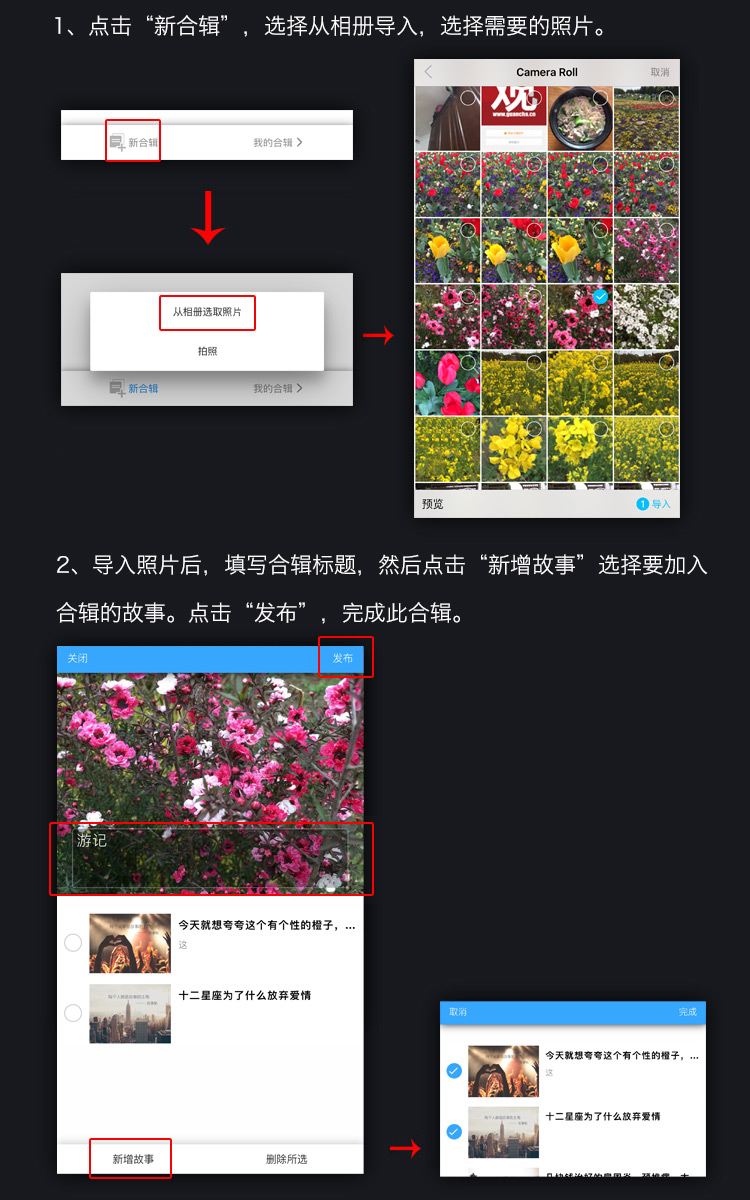 1、点击“新合辑”，选择从相册导入，选择需要的照片。
Camera Roll
取消
观
www.guancha.cn
新合辑
我的合辑
从相册选取照片
拍照
新合辑
我的合辑
预览
1 导入
2、导入照片后，填写合辑标题，然后点击“新增故事”选择要加入
合辑的故事。点击“发布”，完成此合辑。
关闭
发布
游记
今天就想夸夸这个有个性的橙子，...
这
十二星座为了什么放弃爱情
新增故事
删除所选
取消
完成
今天就想夸夸这个有个性的橙子，...
这
十二星座为了什么放弃爱情